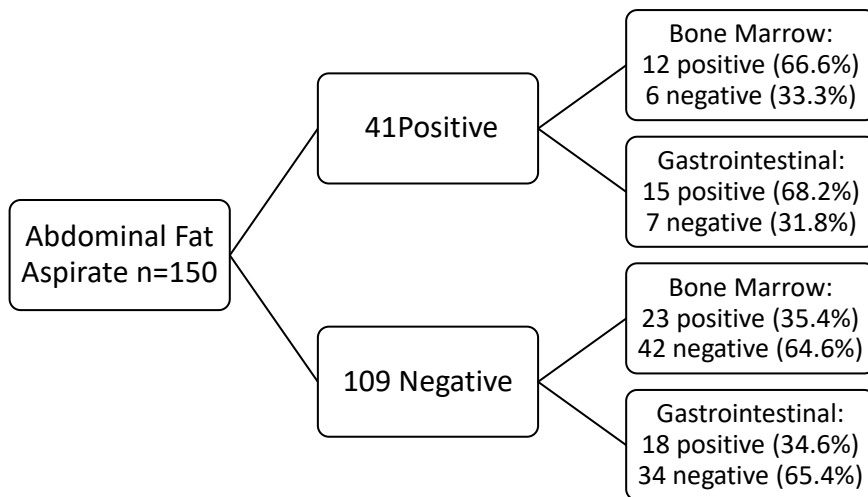 Abdominal Fat
Aspirate n=150
41Positive
Bone Marrow:
12 positive (66.6%)
6 negative (33.3%)
Gastrointestinal:
15 positive (68.2%)
7 negative (31.8%)
109 Negative
Bone Marrow:
23 positive (35.4%)
42 negative (64.6%)
Gastrointestinal:
18 positive (34.6%)
34 negative (65.4%)